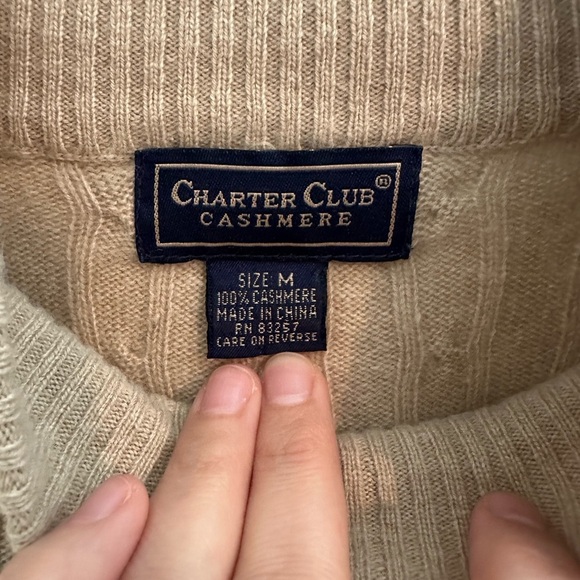 CHARTER CLUB®
CASHMERE
SIZE M
100% CASHMERE
MADE IN CHINA
RN 83257
CARE ON REVERSE